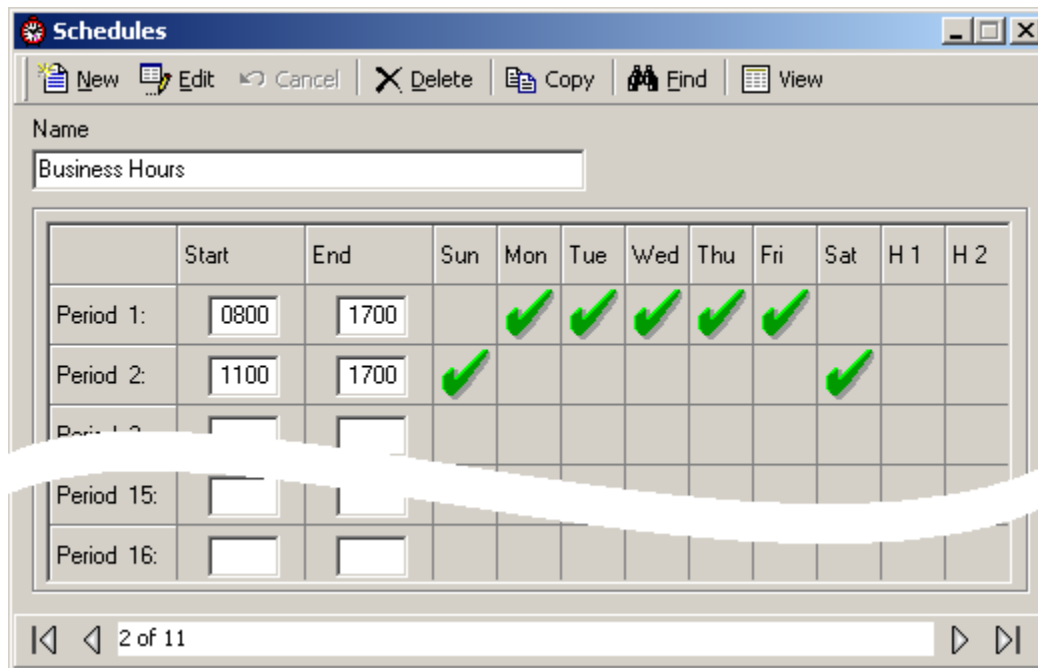 Schedules
New Edit Cancel Delete Copy Find View
Name
Business Hours
Start End Sun Mon Tue Wed Thu Fri Sat H 1 H 2
Period 1: 0800 1700
Period 2: 1100 1700
Period 15:
Period 16:
2 of 11